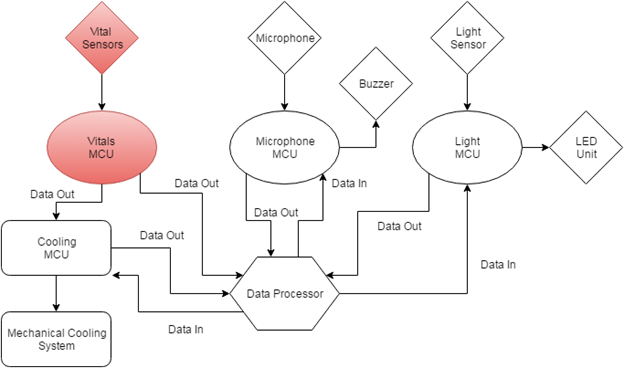 Vital
Sensors
Microphone
Light
Sensor
Buzzer
Vitals
MCU
Microphone
MCU
Light
MCU
LED
Unit
Data Out
Data Out
Data In
Data Out
Data Out
Data Out
Cooling
MCU
Data In
Data Processor
Mechanical Cooling
System
Data In